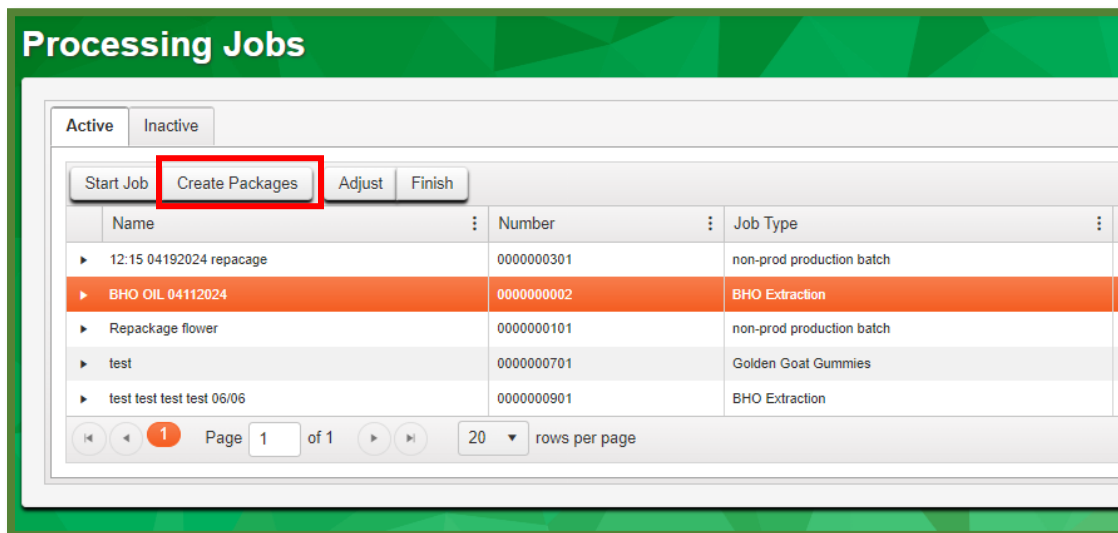 Processing Jobs
Active Inactive
Start Job Create Packages Adjust Finish
Name Number Job Type
12:15 04192024 repacage 0000000301 non-prod production batch
BHO OIL 04112024 0000000002 BHO Extraction
Repackage flower 0000000101 non-prod production batch
test 0000000701 Golden Goat Gummies
test test test test 06/06 0000000901 BHO Extraction
1 Page 1 of 1 20 rows per page